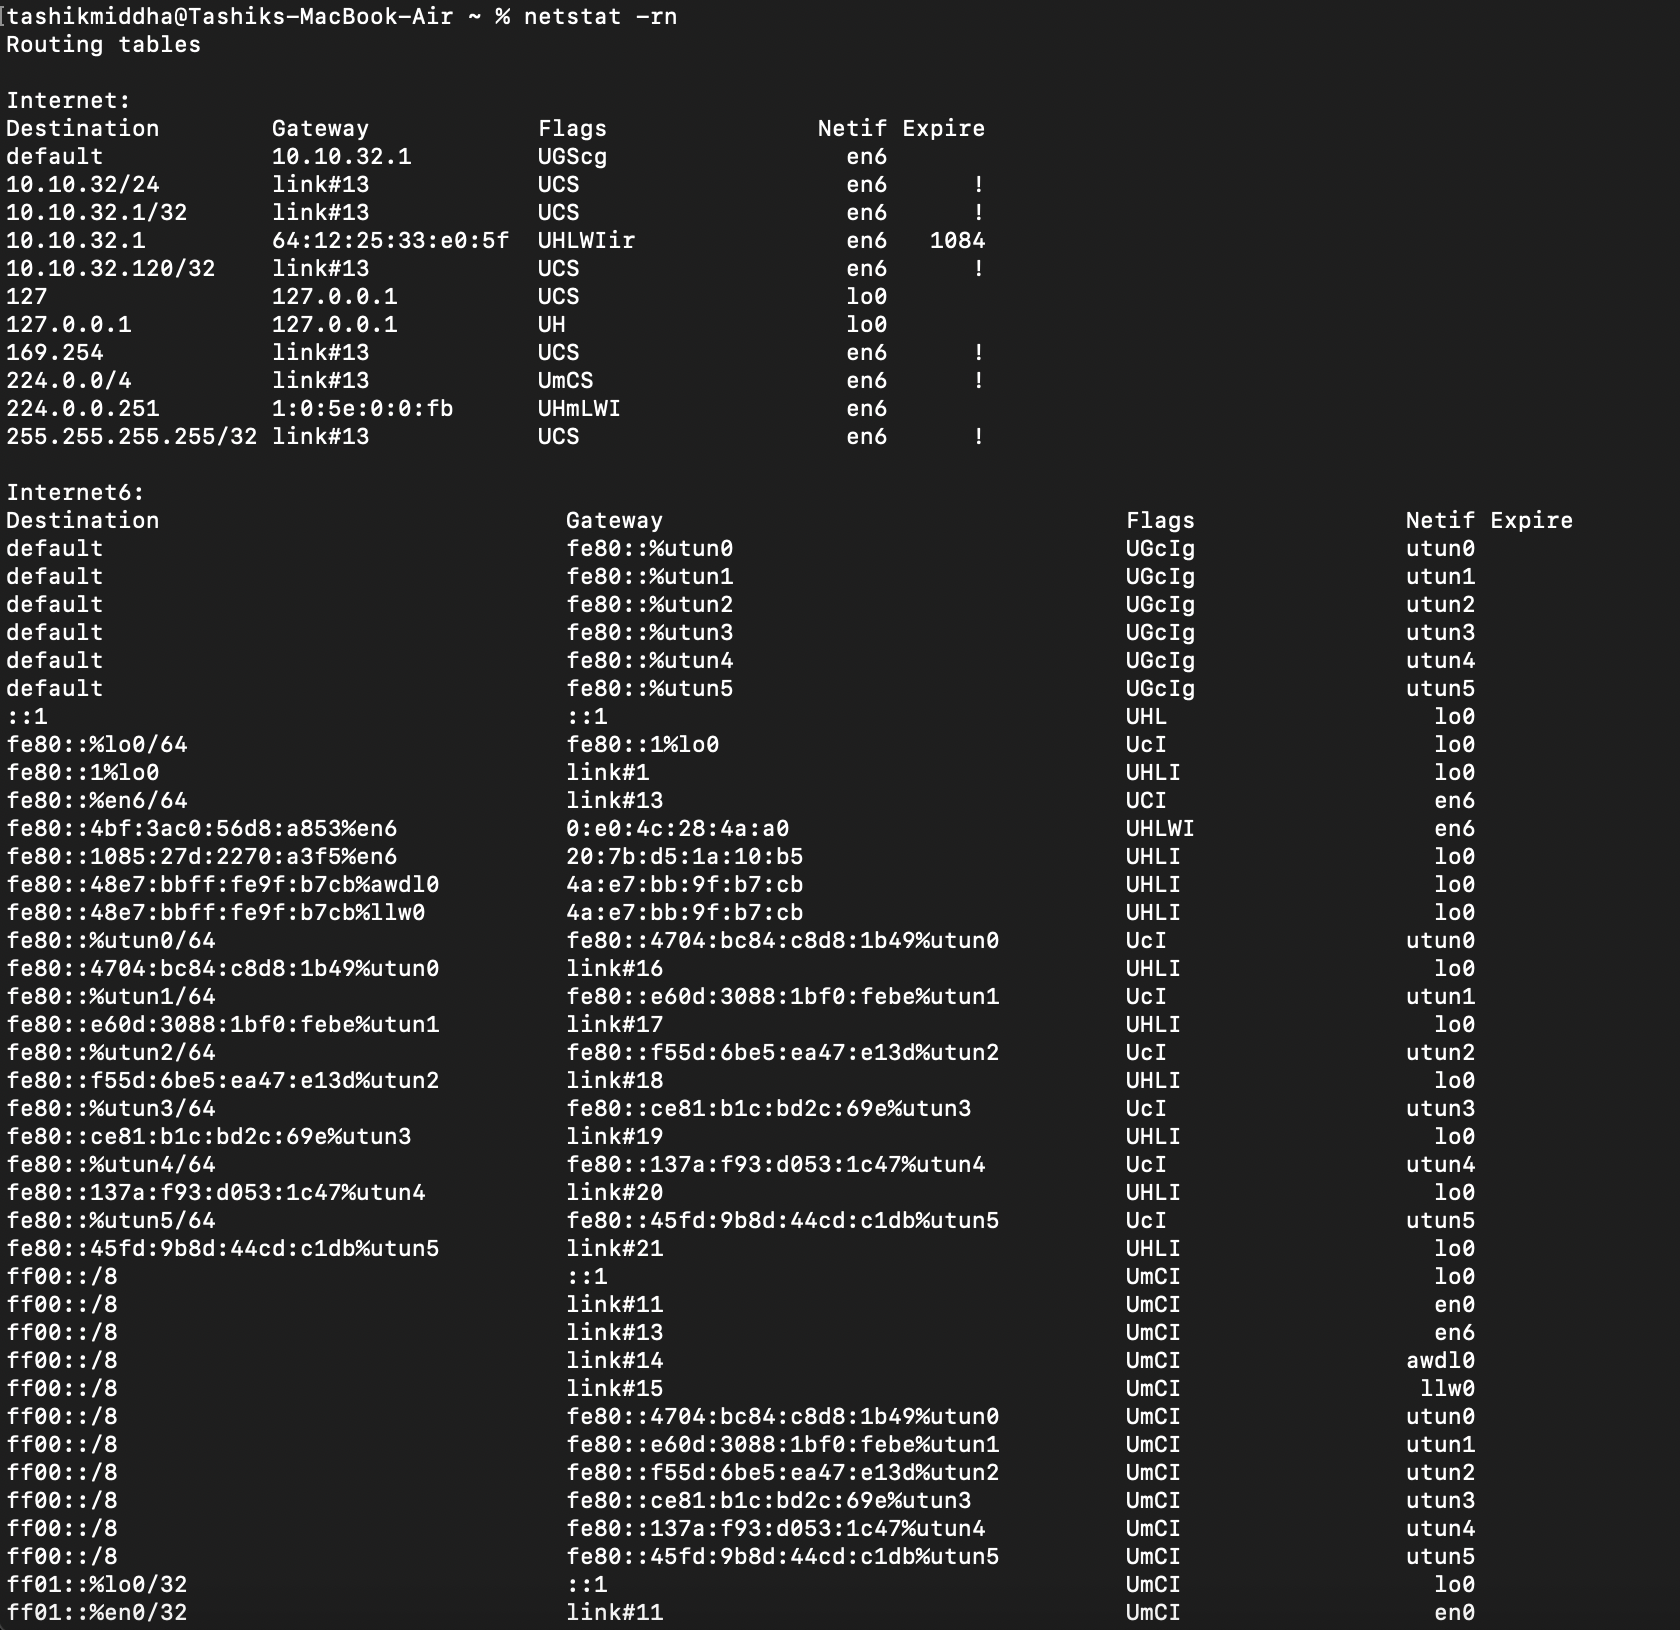 tashikmiddha@Tashiks-MacBook-Air ~ % netstat -rn
Routing tables

Internet:
Destination        Gateway            Flags               Netif Expire
default            10.10.32.1         UGScg                 en6
10.10.32/24        link#13            UCS                   en6      !
10.10.32.1/32      link#13            UCS                   en6      !
10.10.32.1         64:12:25:33:e0:5f  UHLWIir               en6   1084
10.10.32.120/32    link#13            UCS                   en6      !
127                127.0.0.1          UCS                   lo0
127.0.0.1          127.0.0.1          UH                    lo0
169.254            link#13            UCS                   en6      !
224.0.0/4          link#13            UmCS                  en6      !
224.0.0.251        1:0:5e:0:0:fb      UHmLWI                en6
255.255.255.255/32 link#13            UCS                   en6      !

Internet6:
Destination                             Gateway                                 Flags               Netif Expire
default                                 fe80::%utun0                            UGcIg               utun0
default                                 fe80::%utun1                            UGcIg               utun1
default                                 fe80::%utun2                            UGcIg               utun2
default                                 fe80::%utun3                            UGcIg               utun3
default                                 fe80::%utun4                            UGcIg               utun4
default                                 fe80::%utun5                            UGcIg               utun5
::1                                     ::1                                     UHL                   lo0
fe80::%lo0/64                           fe80::1%lo0                             UcI                   lo0
fe80::1%lo0                             link#1                                  UHLI                  lo0
fe80::%en6/64                           link#13                                 UCI                   en6
fe80::4bf:3ac0:56d8:a853%en6            0:e0:4c:28:4a:a0                        UHLWI                 en6
fe80::1085:27d:2270:a3f5%en6            20:7b:d5:1a:10:b5                       UHLI                  lo0
fe80::48e7:bbff:fe9f:b7cb%awdl0         4a:e7:bb:9f:b7:cb                       UHLI                  lo0
fe80::48e7:bbff:fe9f:b7cb%llw0          4a:e7:bb:9f:b7:cb                       UHLI                  lo0
fe80::%utun0/64                         fe80::4704:bc84:c8d8:1b49%utun0         UcI                 utun0
fe80::4704:bc84:c8d8:1b49%utun0         link#16                                 UHLI                  lo0
fe80::%utun1/64                         fe80::e60d:3088:1bf0:febe%utun1         UcI                 utun1
fe80::e60d:3088:1bf0:febe%utun1         link#17                                 UHLI                  lo0
fe80::%utun2/64                         fe80::f55d:6be5:ea47:e13d%utun2         UcI                 utun2
fe80::f55d:6be5:ea47:e13d%utun2         link#18                                 UHLI                  lo0
fe80::%utun3/64                         fe80::ce81:b1c:bd2c:69e%utun3           UcI                 utun3
fe80::ce81:b1c:bd2c:69e%utun3           link#19                                 UHLI                  lo0
fe80::%utun4/64                         fe80::137a:f93:d053:1c47%utun4          UcI                 utun4
fe80::137a:f93:d053:1c47%utun4          link#20                                 UHLI                  lo0
fe80::%utun5/64                         fe80::45fd:9b8d:44cd:c1db%utun5         UcI                 utun5
fe80::45fd:9b8d:44cd:c1db%utun5         link#21                                 UHLI                  lo0
ff00::/8                                ::1                                     UmCI                  lo0
ff00::/8                                link#11                                 UmCI                  en0
ff00::/8                                link#13                                 UmCI                  en6
ff00::/8                                link#14                                 UmCI                awdl0
ff00::/8                                link#15                                 UmCI                 llw0
ff00::/8                                fe80::4704:bc84:c8d8:1b49%utun0         UmCI                utun0
ff00::/8                                fe80::e60d:3088:1bf0:febe%utun1         UmCI                utun1
ff00::/8                                fe80::f55d:6be5:ea47:e13d%utun2         UmCI                utun2
ff00::/8                                fe80::ce81:b1c:bd2c:69e%utun3           UmCI                utun3
ff00::/8                                fe80::137a:f93:d053:1c47%utun4          UmCI                utun4
ff00::/8                                fe80::45fd:9b8d:44cd:c1db%utun5         UmCI                utun5
ff01::%lo0/32                           ::1                                     UmCI                  lo0
ff01::%en0/32                           link#11                                 UmCI                  en0